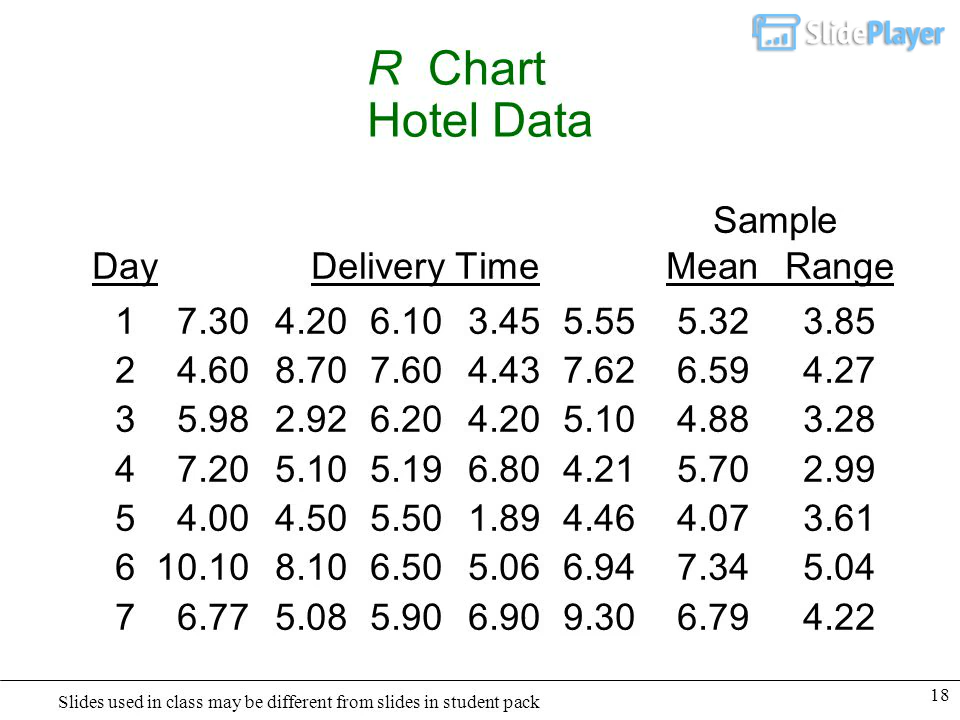 SlidePlayer
R Chart
Hotel Data
Sample
Day Delivery Time Mean Range
1 7.30 4.20 6.10 3.45 5.55 5.32 3.85
2 4.60 8.70 7.60 4.43 7.62 6.59 4.27
3 5.98 2.92 6.20 4.20 5.10 4.88 3.28
4 7.20 5.10 5.19 6.80 4.21 5.70 2.99
5 4.00 4.50 5.50 1.89 4.46 4.07 3.61
6 10.10 8.10 6.50 5.06 6.94 7.34 5.04
7 6.77 5.08 5.90 6.90 9.30 6.79 4.22
Slides used in class may be different from slides in student pack
18